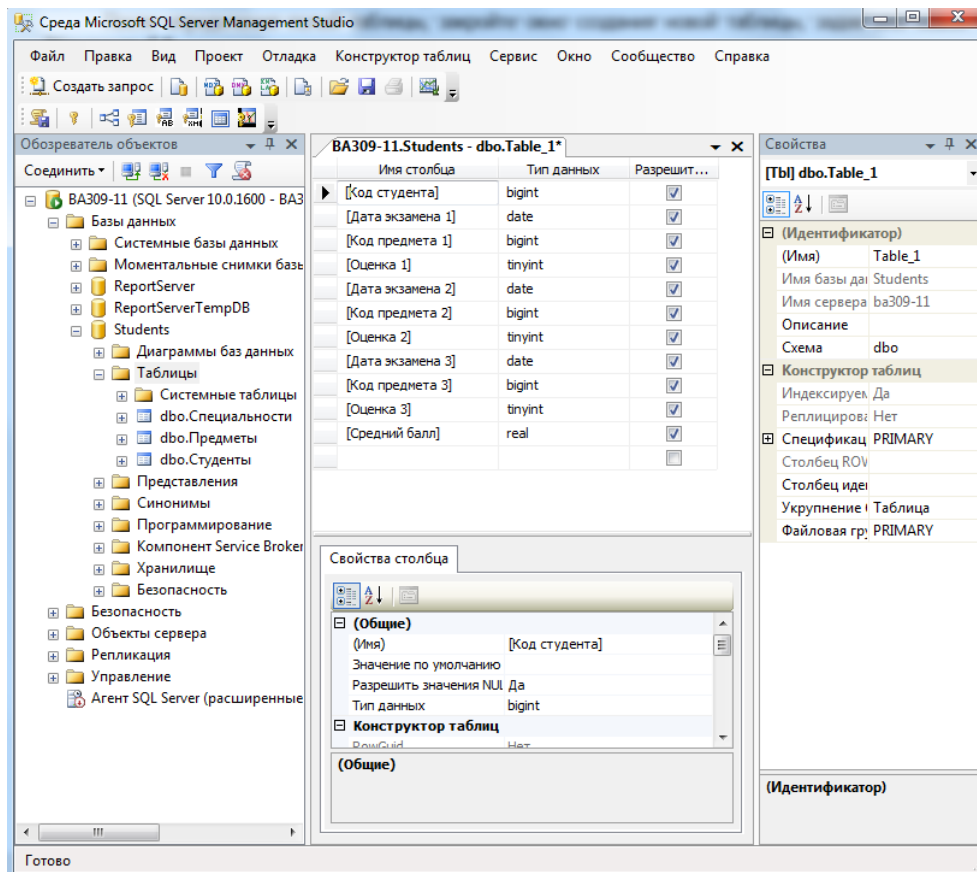 Среда Microsoft SQL Server Management Studio
Файл Правка Вид Проект Отладка Конструктор таблиц Сервис Окно Сообщество Справка
Создать запрос
Обозреватель объектов
Соединить
BA309-11 (SQL Server 10.0.1600 - BA3
Базы данных
Системные базы данных
Моментальные снимки базь
ReportServer
ReportServerTempDB
Students
Диаграммы баз данных
Таблицы
Системные таблицы
dbo.Специальности
dbo.Предметы
dbo.Студенты
Представления
Синонимы
Программирование
Компонент Service Broker
Хранилище
Безопасность
Безопасность
Объекты сервера
Репликация
Управление
Агент SQL Server (расширенные
BA309-11.Students - dbo.Table_1*
Имя столбца Тип данных Разрешит...
[Код студента] bigint
[Дата экзамена 1] date
[Код предмета 1] bigint
[Оценка 1] tinyint
[Дата экзамена 2] date
[Код предмета 2] bigint
[Оценка 2] tinyint
[Дата экзамена 3] date
[Код предмета 3] bigint
[Оценка 3] tinyint
[Средний балл] real
Свойства столбца
(Общие)
(Имя) [Код студента]
Значение по умолчанию
Разрешить значения NUL Да
Тип данных bigint
Конструктор таблиц
RowGuid Нет
(Общие)
Свойства
[Tbl] dbo.Table_1
(Идентификатор)
(Имя) Table_1
Имя базы даі Students
Имя сервера ba309-11
Описание
Схема dbo
Конструктор таблиц
Индексируем Да
Реплицирова Нет
Спецификац PRIMARY
Столбец ROV
Столбец иде
Укрупнение Таблица
Файловая гр PRIMARY
(Идентификатор)
Готово